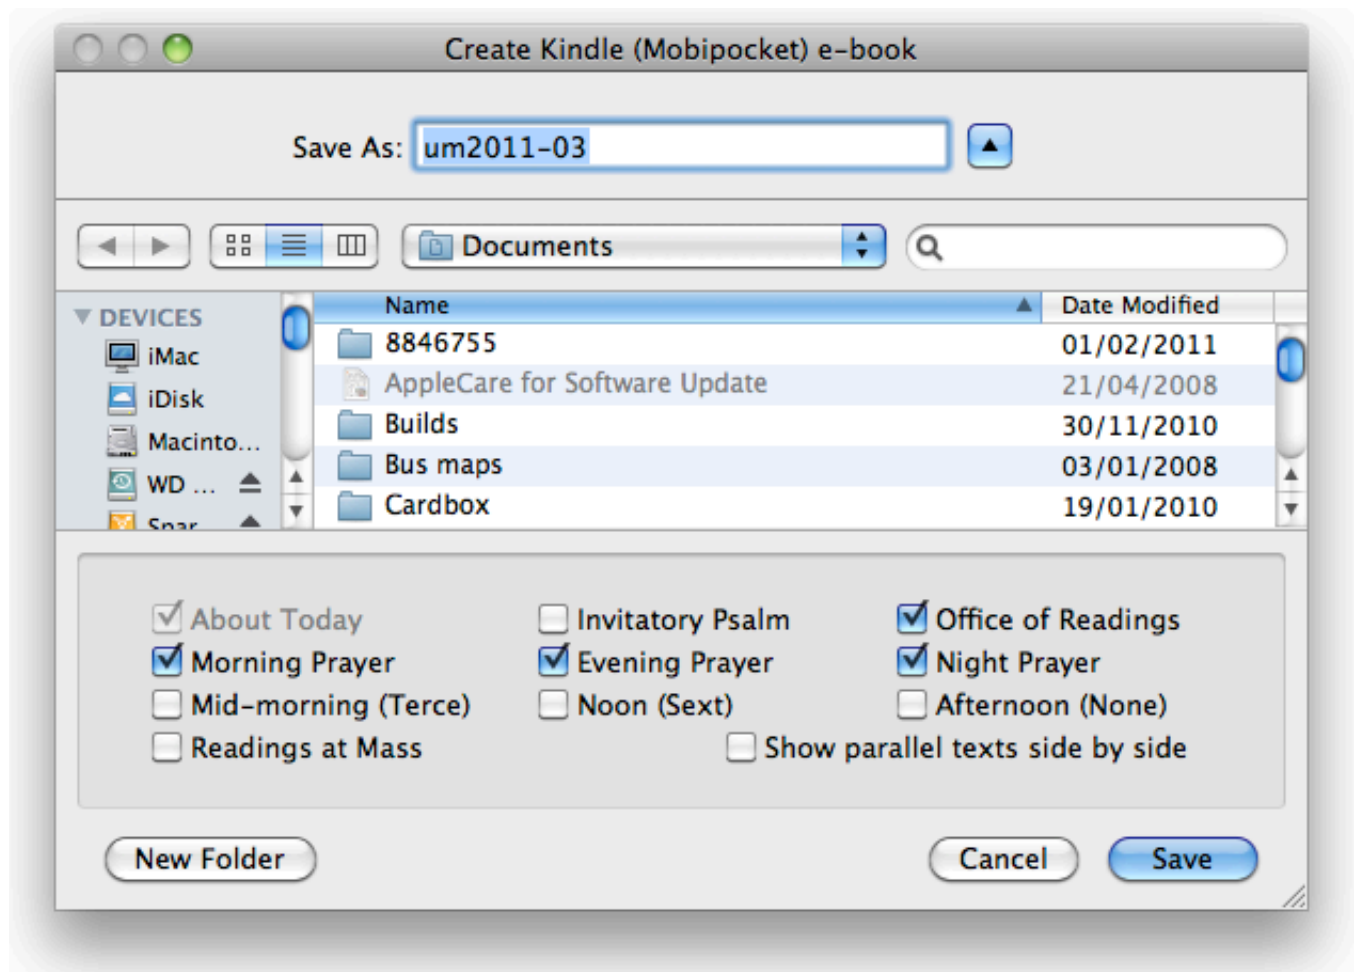 Create Kindle (Mobipocket) e-book
Save As: um2011-03
Documents
DEVICES
iMac
iDisk
Macinto...
WD ...
Spar
Name Date Modified
8846755 01/02/2011
AppleCare for Software Update 21/04/2008
Builds 30/11/2010
Bus maps 03/01/2008
Cardbox 19/01/2010
About Today Invitatory Psalm Office of Readings
Morning Prayer Evening Prayer Night Prayer
Mid-morning (Terce) Noon (Sext) Afternoon (None)
Readings at Mass Show parallel texts side by side
New Folder Cancel Save